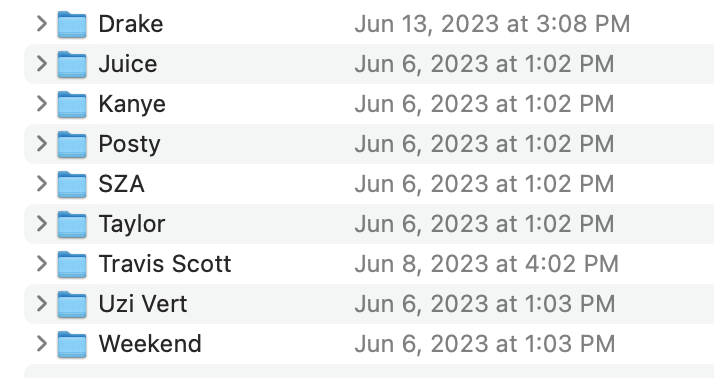 Drake Jun 13, 2023 at 3:08 PM
Juice Jun 6, 2023 at 1:02 PM
Kanye Jun 6, 2023 at 1:02 PM
Posty Jun 6, 2023 at 1:02 PM
SZA Jun 6, 2023 at 1:02 PM
Taylor Jun 6, 2023 at 1:02 PM
Travis Scott Jun 8, 2023 at 4:02 PM
Uzi Vert Jun 6, 2023 at 1:03 PM
Weekend Jun 6, 2023 at 1:03 PM